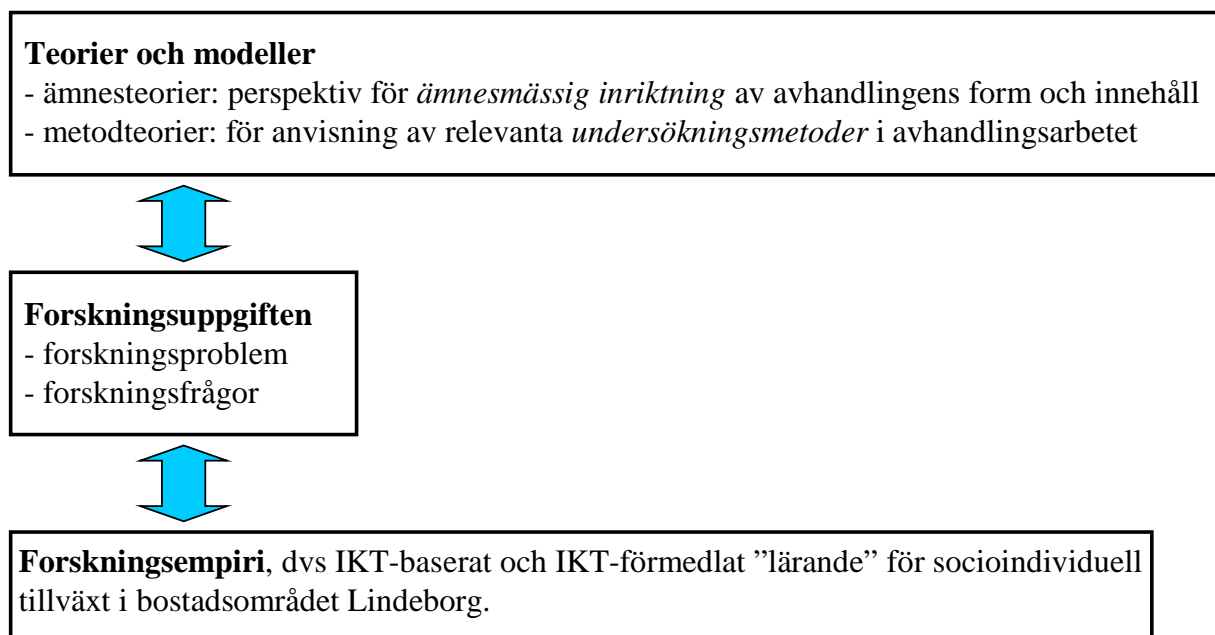 Teorier och modeller
- ämnesteorier: perspektiv för ämnesmässig inriktning av avhandlingens form och innehåll
- metodteorier: för anvisning av relevanta undersökningsmetoder i avhandlingsarbetet
Forskningsuppgiften
- forskningsproblem
- forskningsfrågor
Forskningsempiri, dvs IKT-baserat och IKT-förmedlat ”lärande” för socioindividuell
tillväxt i bostadsområdet Lindeborg.